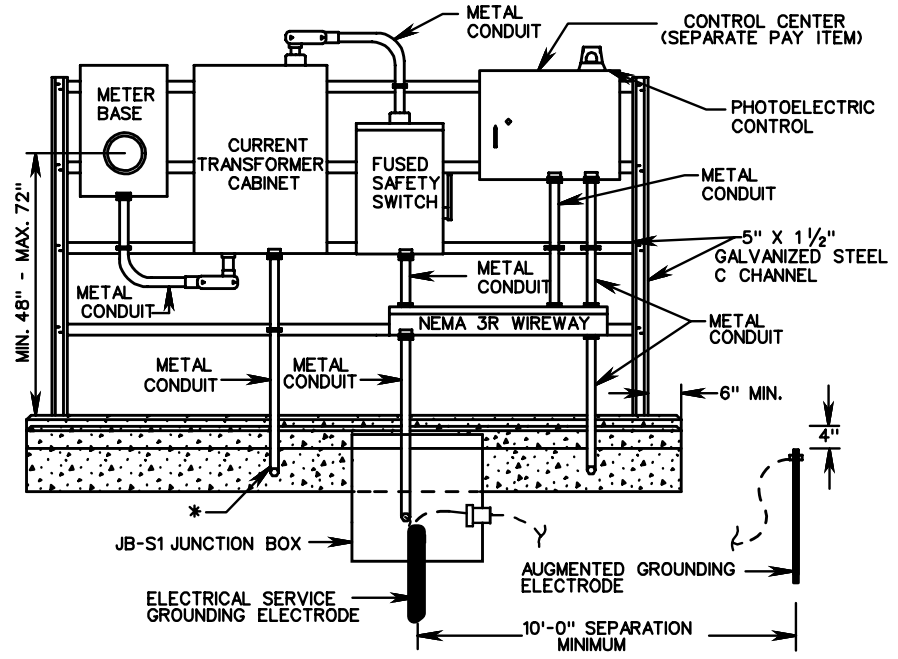 METAL
CONDUIT
CONTROL CENTER
(SEPARATE PAY ITEM)
METER
BASE
PHOTOELECTRIC
CONTROL
CURRENT
TRANSFORMER
CABINET
FUSED
SAFETY
SWITCH
METAL
CONDUIT
MIN. 48" - MAX. 72"
5" X 1 1/2"
GALVANIZED STEEL
C CHANNEL
METAL
CONDUIT
METAL
CONDUIT
NEMA 3R WIREWAY
METAL
CONDUIT
METAL
CONDUIT
METAL
CONDUIT
6" MIN.
4"
*
JB-S1 JUNCTION BOX
AUGMENTED GROUNDING
ELECTRODE
ELECTRICAL SERVICE
GROUNDING ELECTRODE
10'-0" SEPARATION
MINIMUM